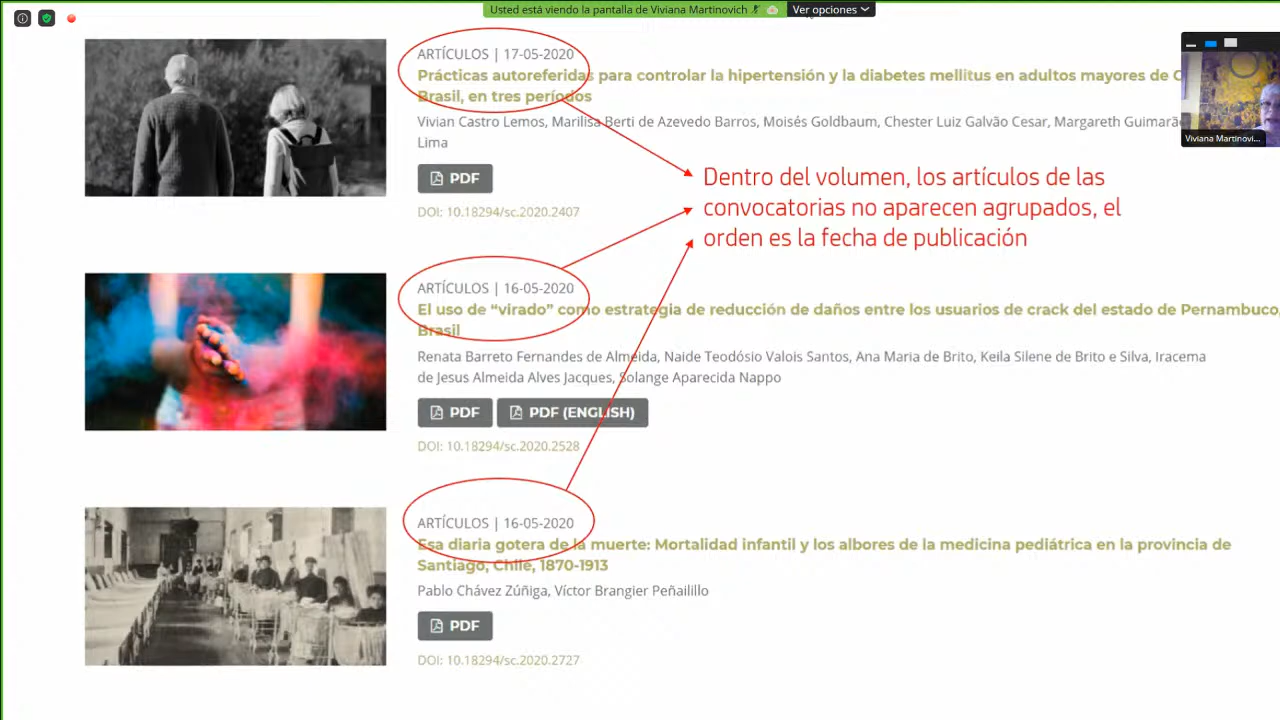 Usted está viendo la pantalla de Viviana Martinovich
Ver opciones
ARTÍCULOS | 17-05-2020
Prácticas autoreferidas para controlar la hipertensión y la diabetes mellitus en adultos mayores de
Brasil, en tres períodos
Vivian Castro Lemos, Marilisa Berti de Azevedo Barros, Moisés Goldbaum, Chester Luiz Galvão Cesar, Margareth Guimarães
Lima
PDF
DOI: 10.18294/sc.2020.2407
Viviana Martinovi...
Dentro del volumen, los artículos de las
convocatorias no aparecen agrupados, el
orden es la fecha de publicación
ARTÍCULOS | 16-05-2020
El uso de “virado” como estrategia de reducción de daños entre los usuarios de crack del estado de Pernambuco,
Brasil
Renata Barreto Fernandes de Almeida, Naide Teodósio Valois Santos, Ana Maria de Brito, Keila Silene de Brito e Silva, Iracema
de Jesus Almeida Alves Jacques, Solange Aparecida Nappo
PDF
PDF (ENGLISH)
DOI: 10.18294/sc.2020.2528
ARTÍCULOS | 16-05-2020
Esa diaria gotera de la muerte: Mortalidad infantil y los albores de la medicina pediátrica en la provincia de
Santiago, Chile, 1870-1913
Pablo Chávez Zúñiga, Víctor Brangier Peñailillo
PDF
DOI: 10.18294/sc.2020.2727